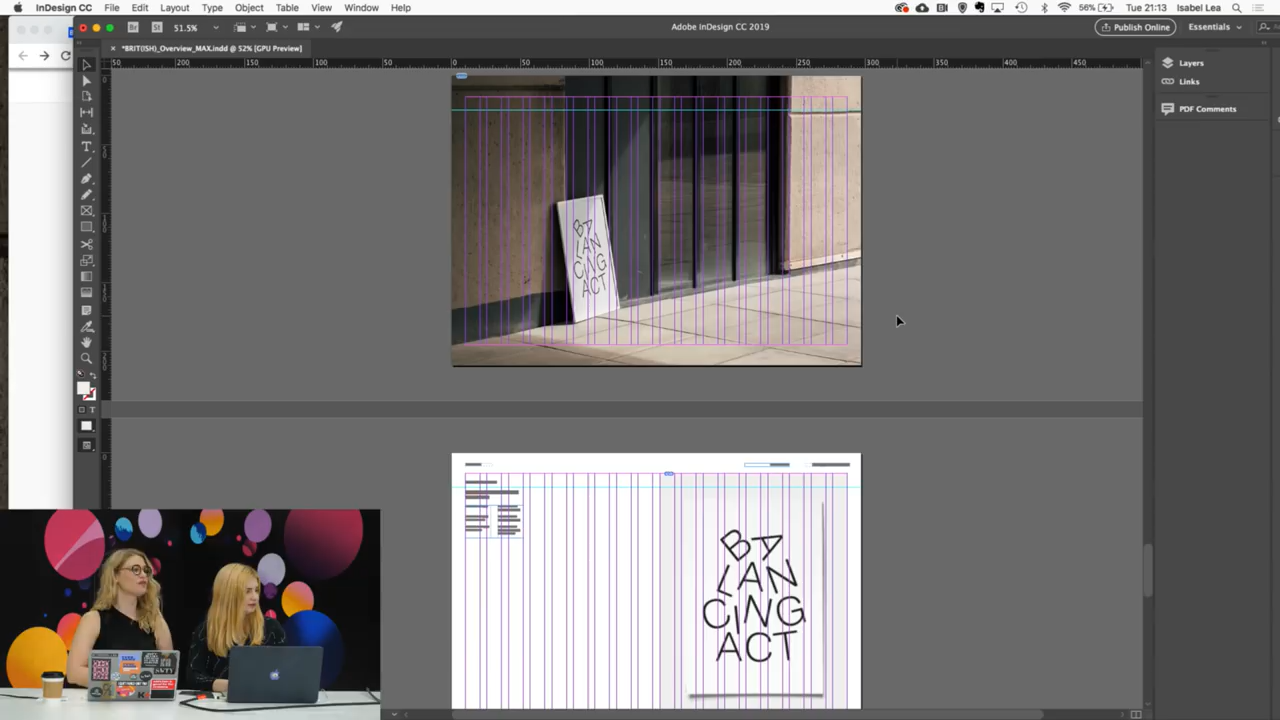 InDesign CC File Edit Layout Type Object Table View Window Help
56% Tue 21:13 Isabel Lea
51.5%
Adobe InDesign CC 2019
Publish Online Essentials
× *BRIT(ISH)_Overview_MAX.indd @ 52% [GPU Preview]
50 200 150 100 50 0 50 100 150 200 250 300 350 400 450
Layers
Links
PDF Comments
BA
LAN
CING
ACT
BA
LAN
CING
ACT